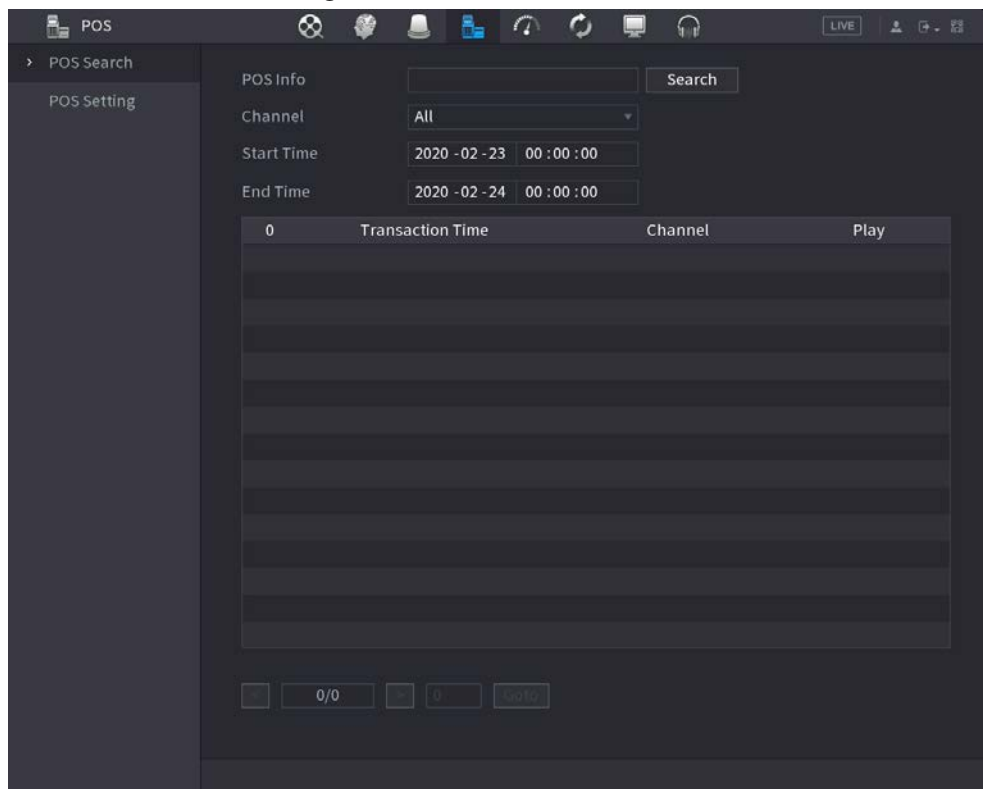 POS
LIVE
POS Search
POS Setting
POS Info
Search
Channel
All
Start Time
2020 -02 -23 00 : 00 : 00
End Time
2020 -02 -24 00 : 00 : 00
0 Transaction Time Channel Play
0/0
0
Goto